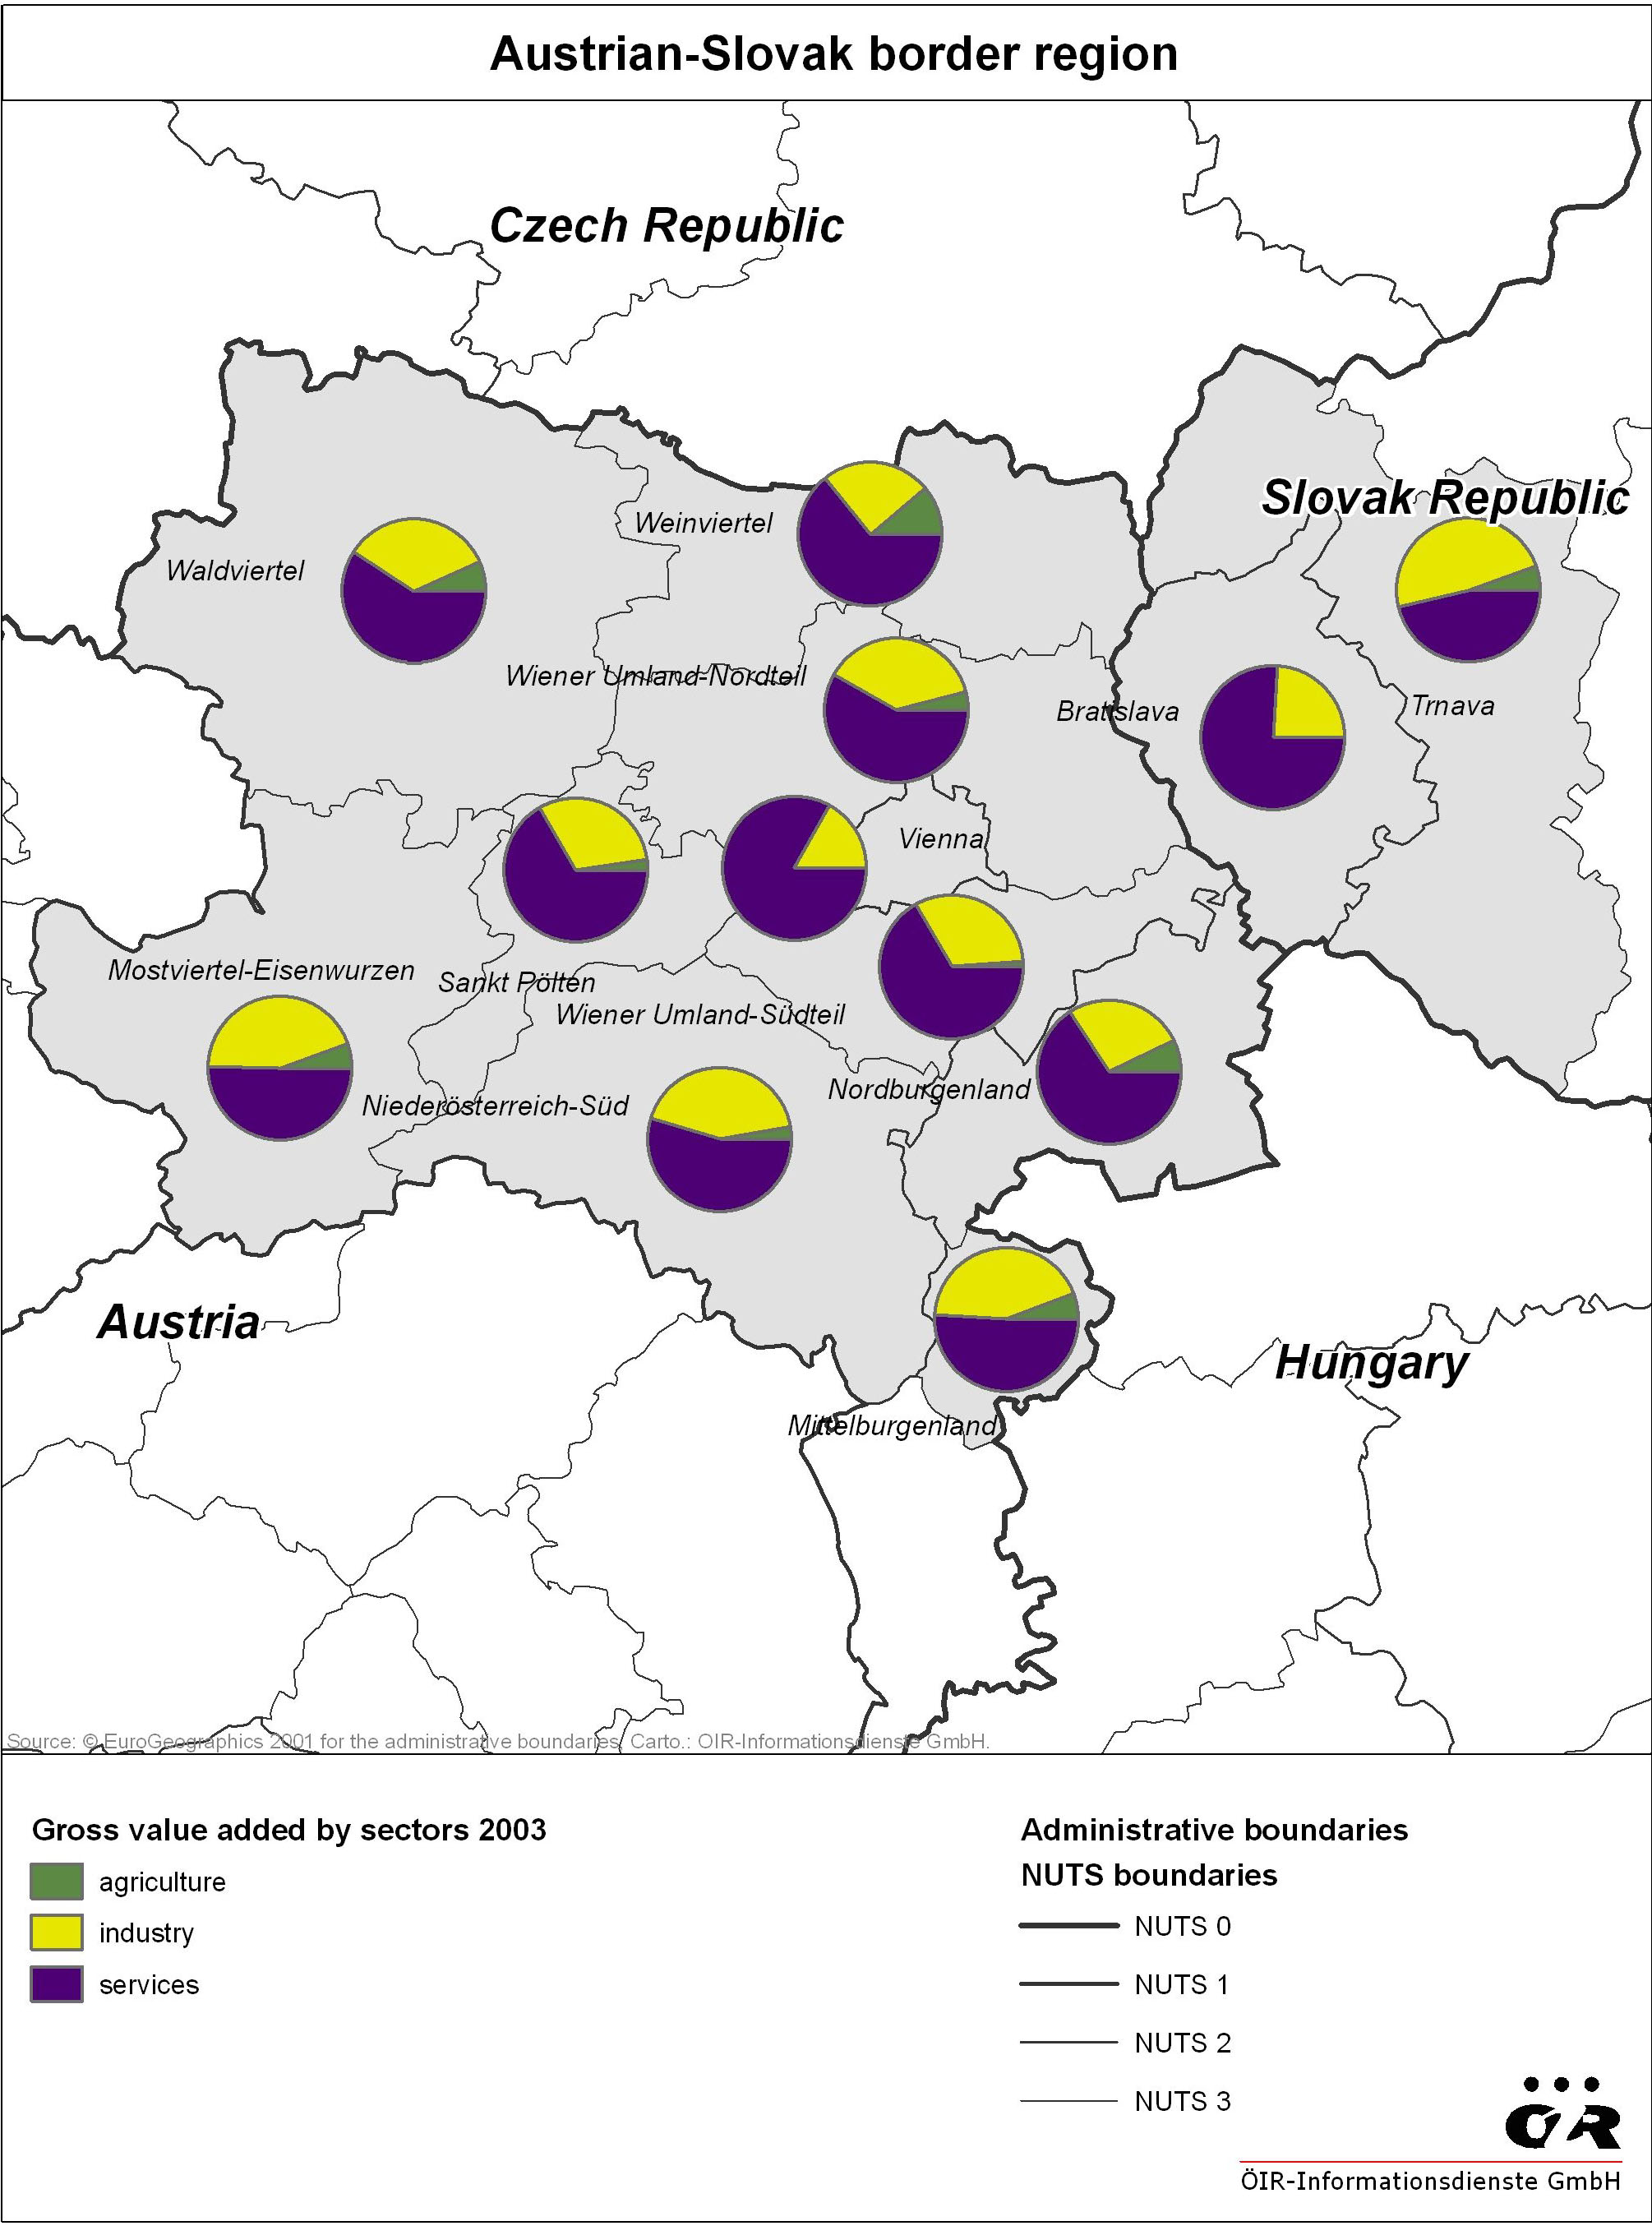 Austrian-Slovak border region
Czech Republic
Slovak Republic
Weinviertel
Waldviertel
Wiener Umland-Nordteil
Trnava
Bratislava
Vienna
Mostviertel-Eisenwurzen
Sankt Pölten
Wiener Umland-Südteil
Nordburgenland
Niederösterreich-Süd
Austria
Hungary
Mittelburgenland
Source: © EuroGeographics 2001 for the administrative boundaries, Carto.: OIR-Informationsdienste GmbH.
Gross value added by sectors 2003
agriculture
industry
services
Administrative boundaries
NUTS boundaries
NUTS 0
NUTS 1
NUTS 2
NUTS 3
ÖIR
ÖIR-Informationsdienste GmbH